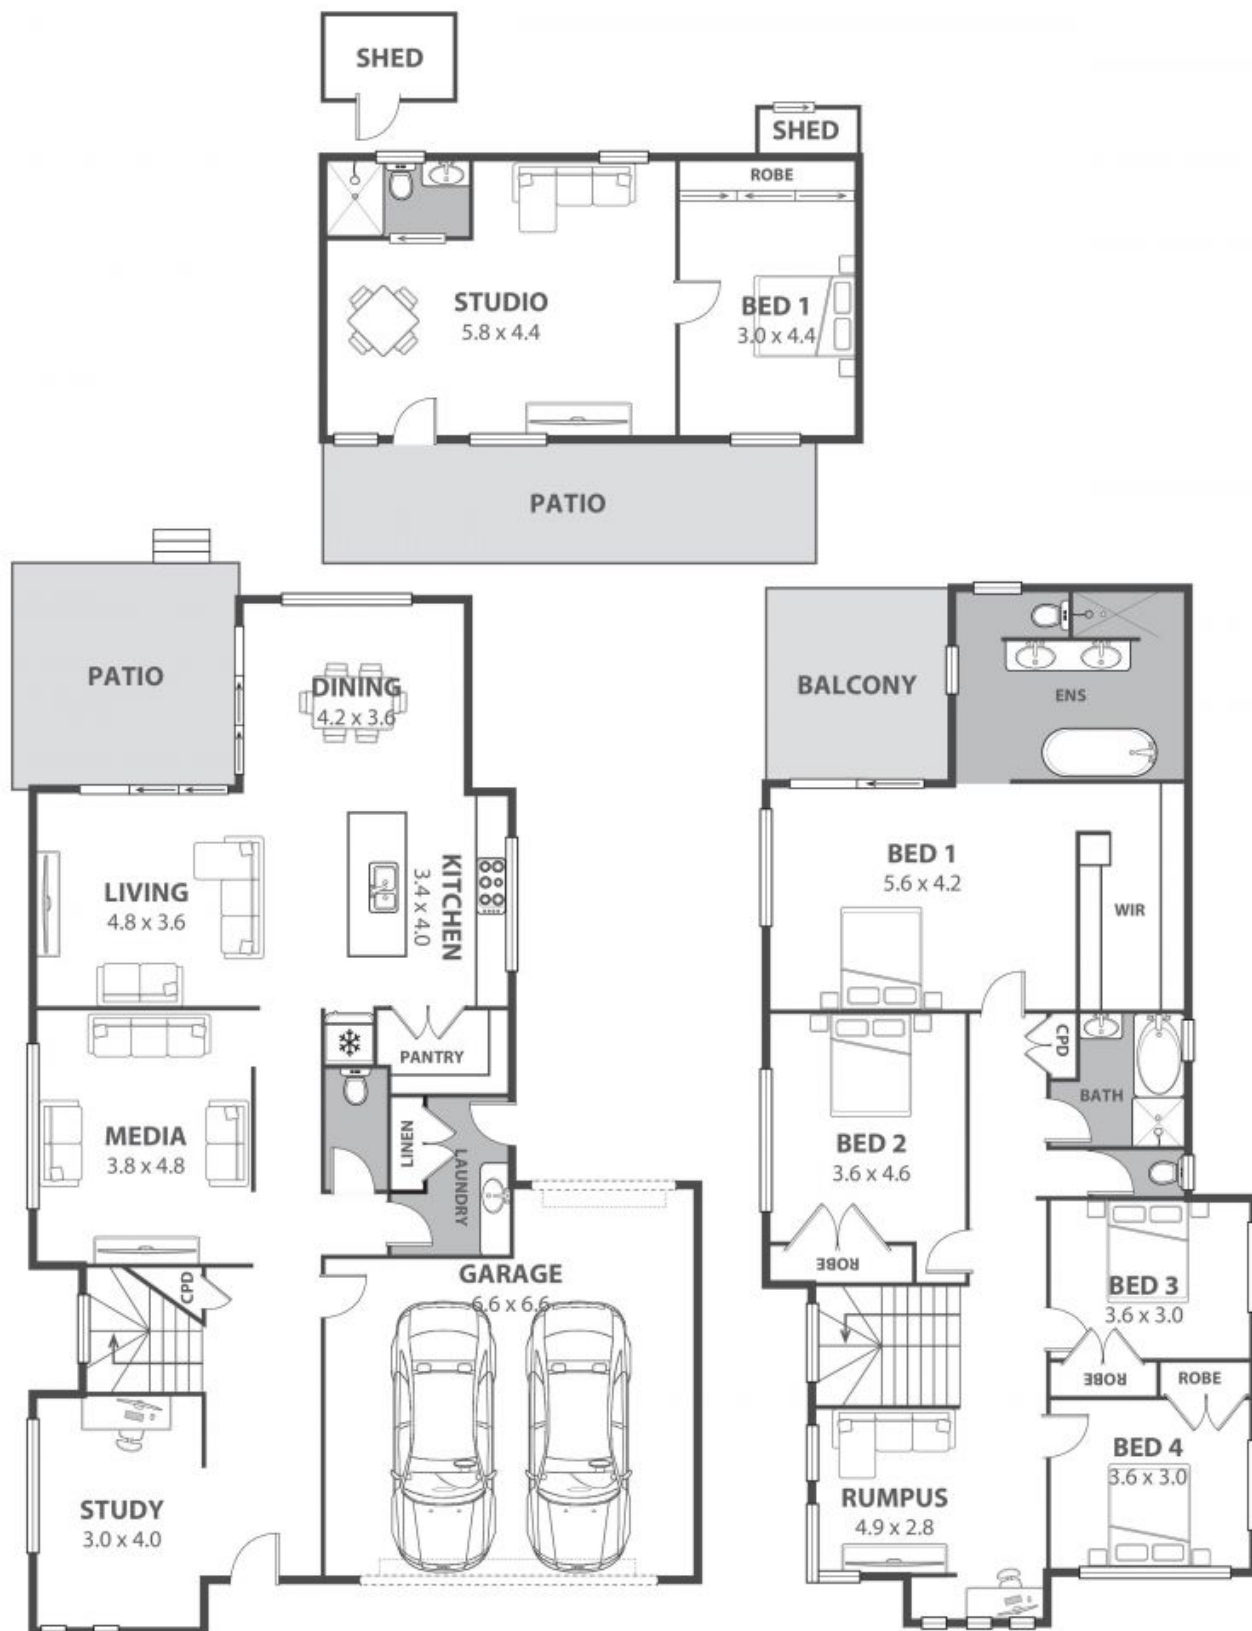 SHED
SHED
ROBE
STUDIO
5.8 x 4.4
BED 1
3.0 x 4.4
PATIO
PATIO
DINING
4.2 x 3.6
LIVING
4.8 x 3.6
KITCHEN
3.4 x 4.0
PANTRY
MEDIA
3.8 x 4.8
LINEN
LAUNDRY
CPD
GARAGE
6.6 x 6.6
STUDY
3.0 x 4.0
BALCONY
ENS
BED 1
5.6 x 4.2
WIR
CPD
BATH
BED 2
3.6 x 4.6
ROBE
BED 3
3.6 x 3.0
ROBE
ROBE
BED 4
3.6 x 3.0
RUMPUS
4.9 x 2.8